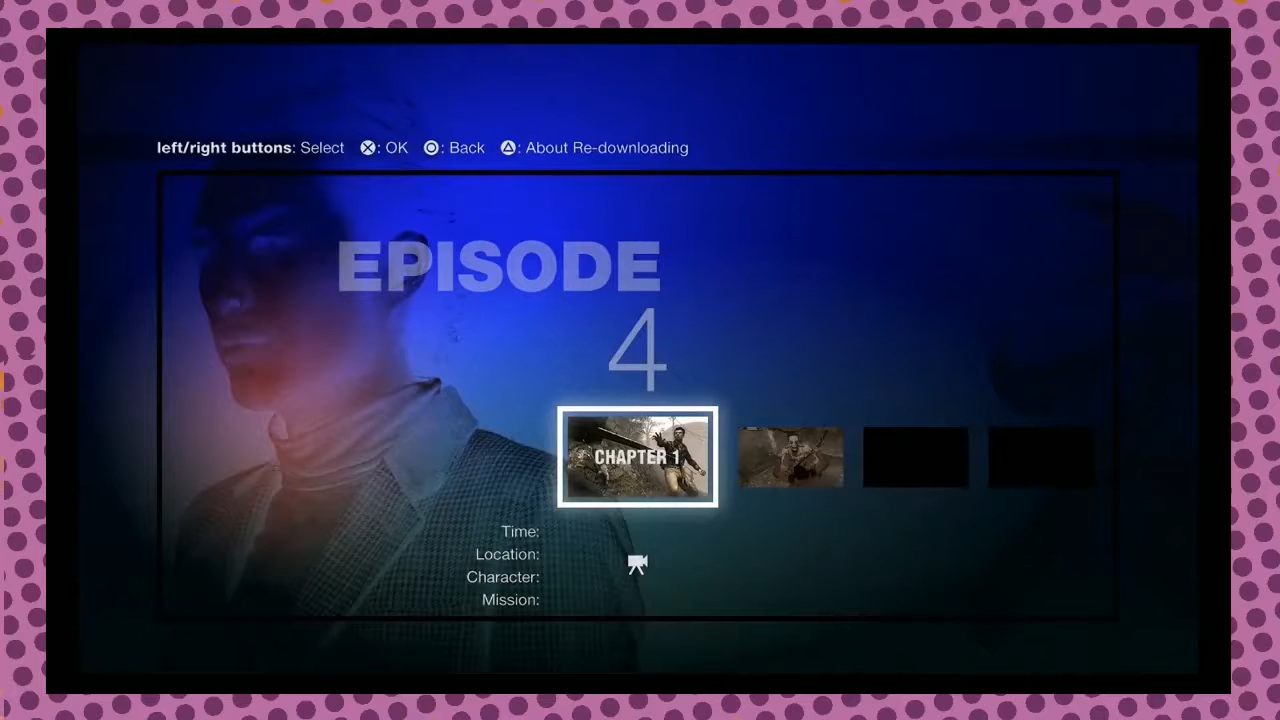 left/right buttons: Select Ⓧ: OK Ⓞ: Back △: About Re-downloading
EPISODE
4
CHAPTER 1
Time:
Location:
Character:
Mission: